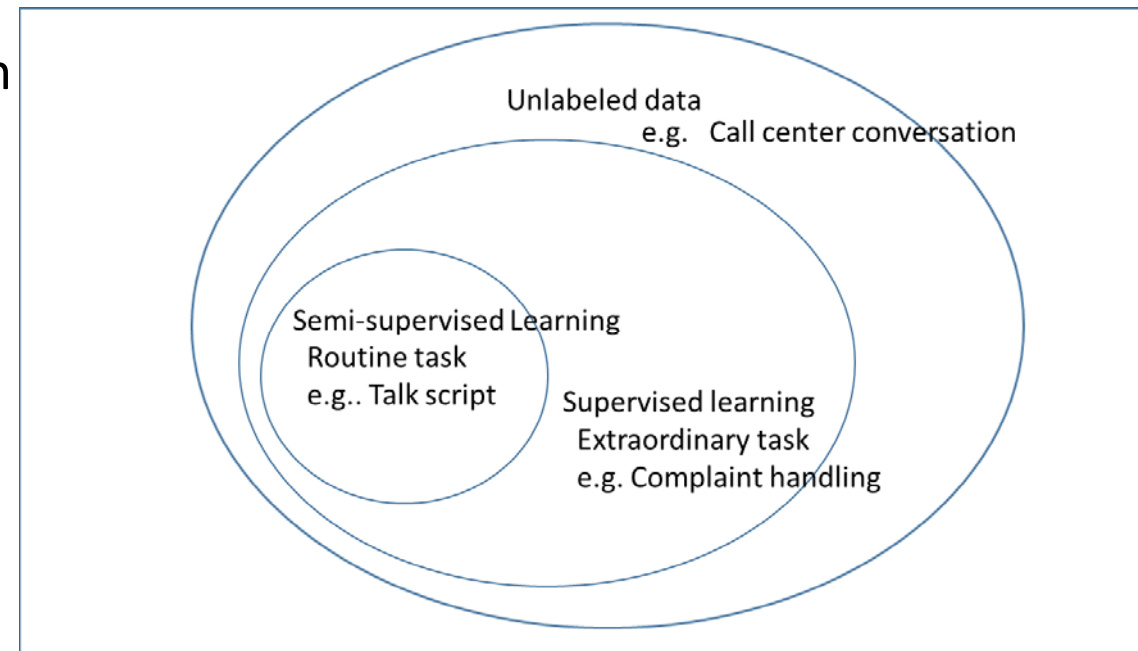 n
Unlabeled data
e.g. Call center conversation
Semi-supervised Learning
Routine task
e.g.. Talk script
Supervised learning
Extraordinary task
e.g. Complaint handling